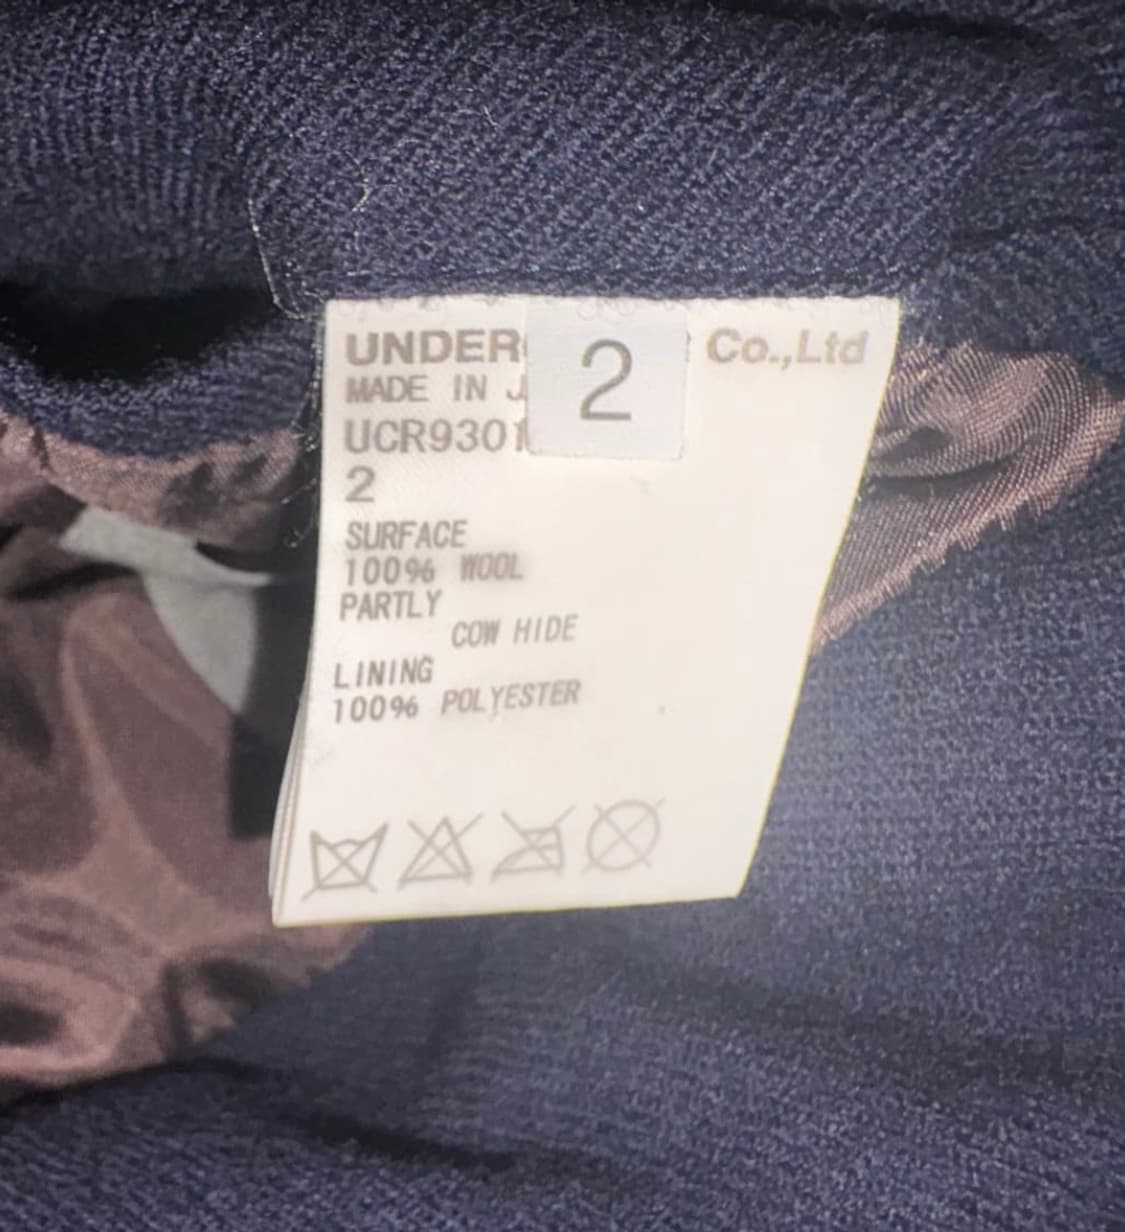 UNDER Co.,Ltd
2
MADE IN J
UCR9301
2
SURFACE
100% WOOL
PARTLY
COW HIDE
LINING
100% POLYESTER